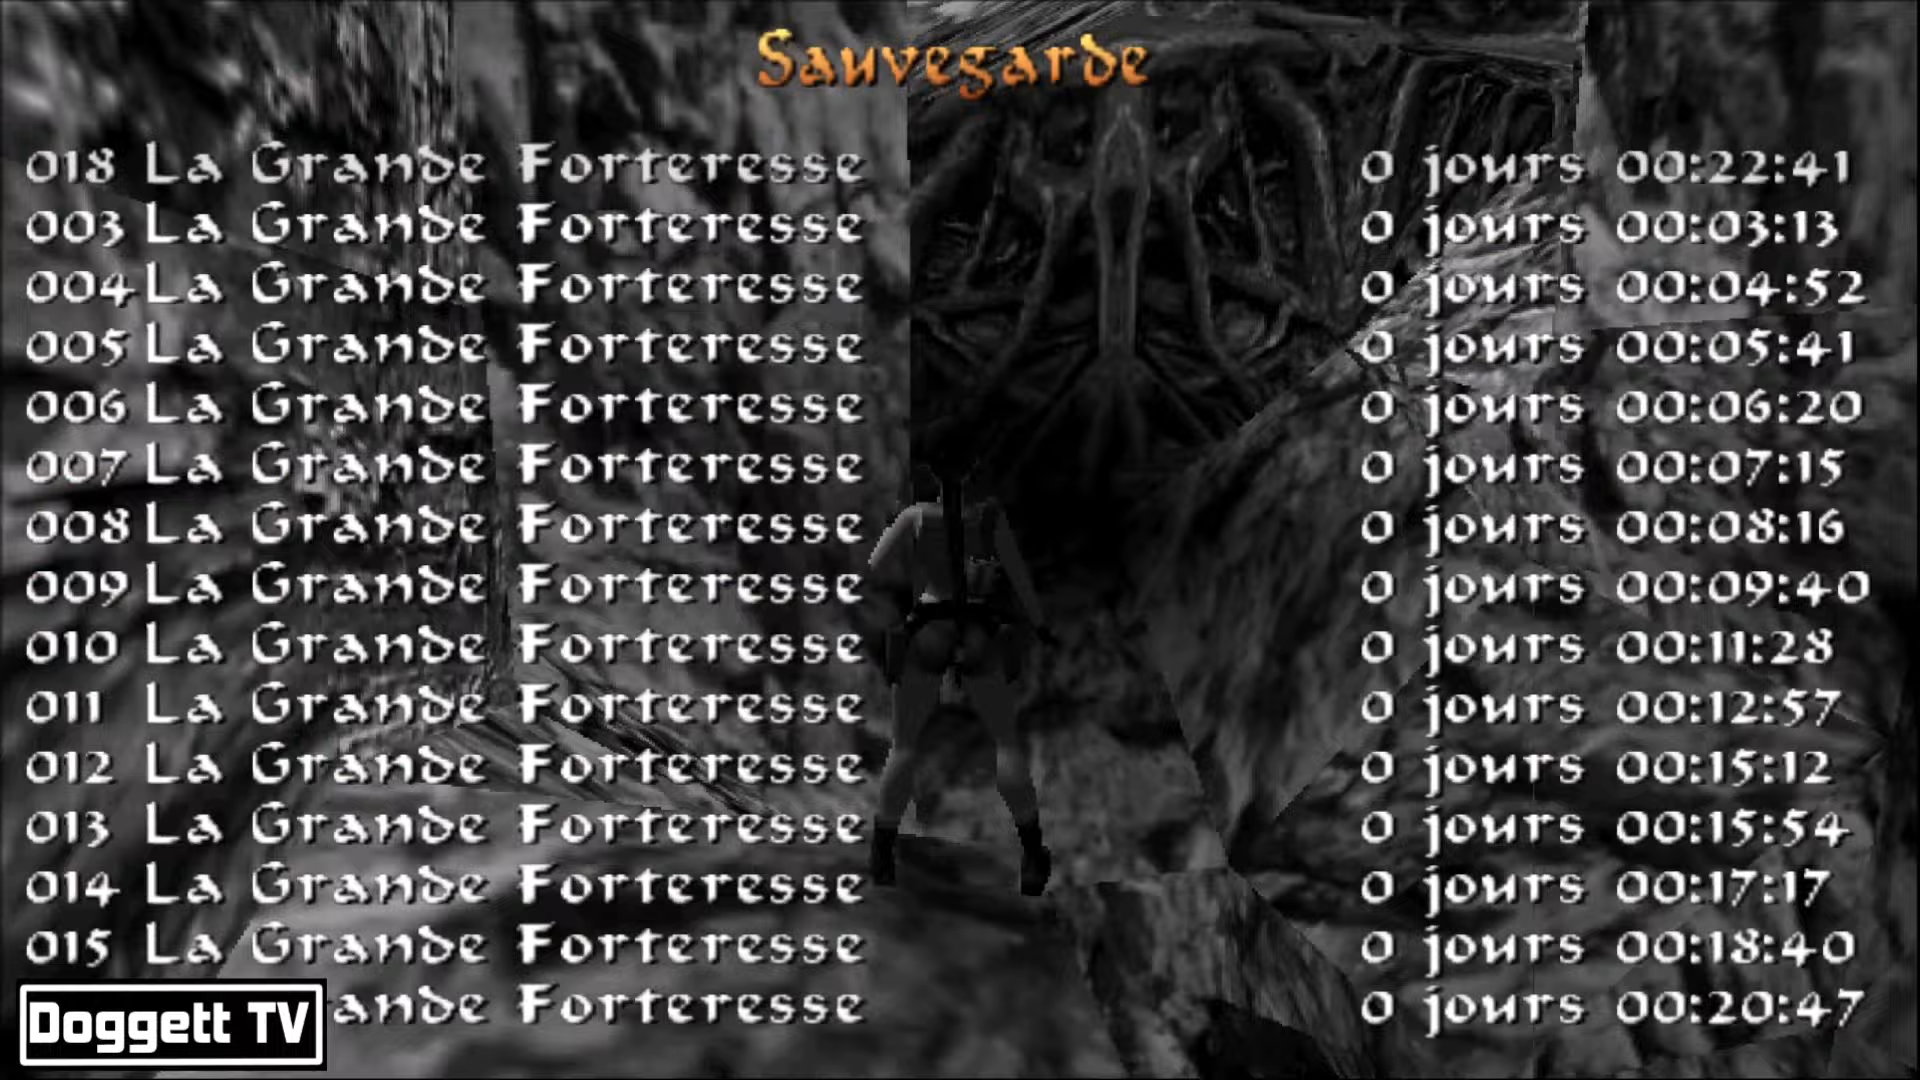 Sauvegarde
018 La Grande Forteresse 0 jours 00:22:41
003 La Grande Forteresse 0 jours 00:03:13
004 La Grande Forteresse 0 jours 00:04:52
005 La Grande Forteresse 0 jours 00:05:41
006 La Grande Forteresse 0 jours 00:06:20
007 La Grande Forteresse 0 jours 00:07:15
008 La Grande Forteresse 0 jours 00:08:16
009 La Grande Forteresse 0 jours 00:09:40
010 La Grande Forteresse 0 jours 00:11:28
011 La Grande Forteresse 0 jours 00:12:57
012 La Grande Forteresse 0 jours 00:15:12
013 La Grande Forteresse 0 jours 00:15:54
014 La Grande Forteresse 0 jours 00:17:17
015 La Grande Forteresse 0 jours 00:18:40
ande Forteresse 0 jours 00:20:47
Doggett TV